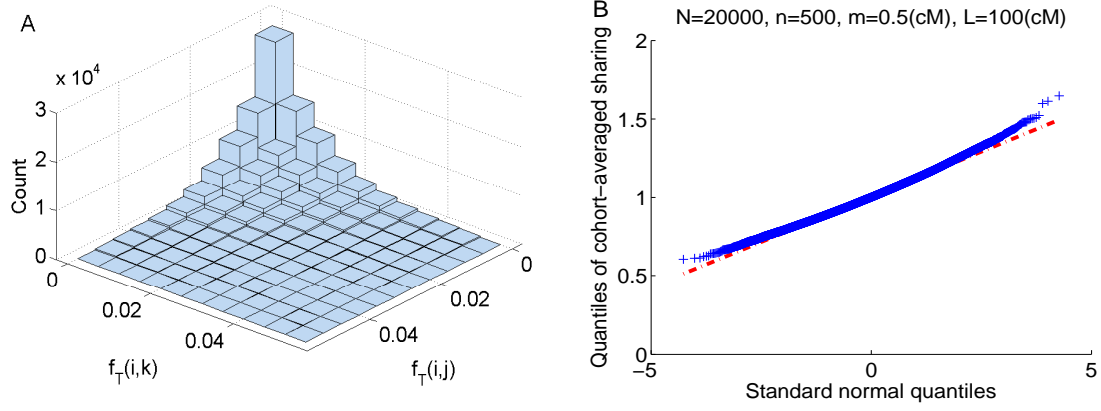 A
x 10^4
3
2
1
0
Count
0
0.02
0.04
f_T(i,k)
0
0.02
0.04
f_T(i,j)
B
N=20000, n=500, m=0.5(cM), L=100(cM)
Quantiles of cohort−averaged sharing
2
1.5
1
0.5
0
−5
0
5
Standard normal quantiles